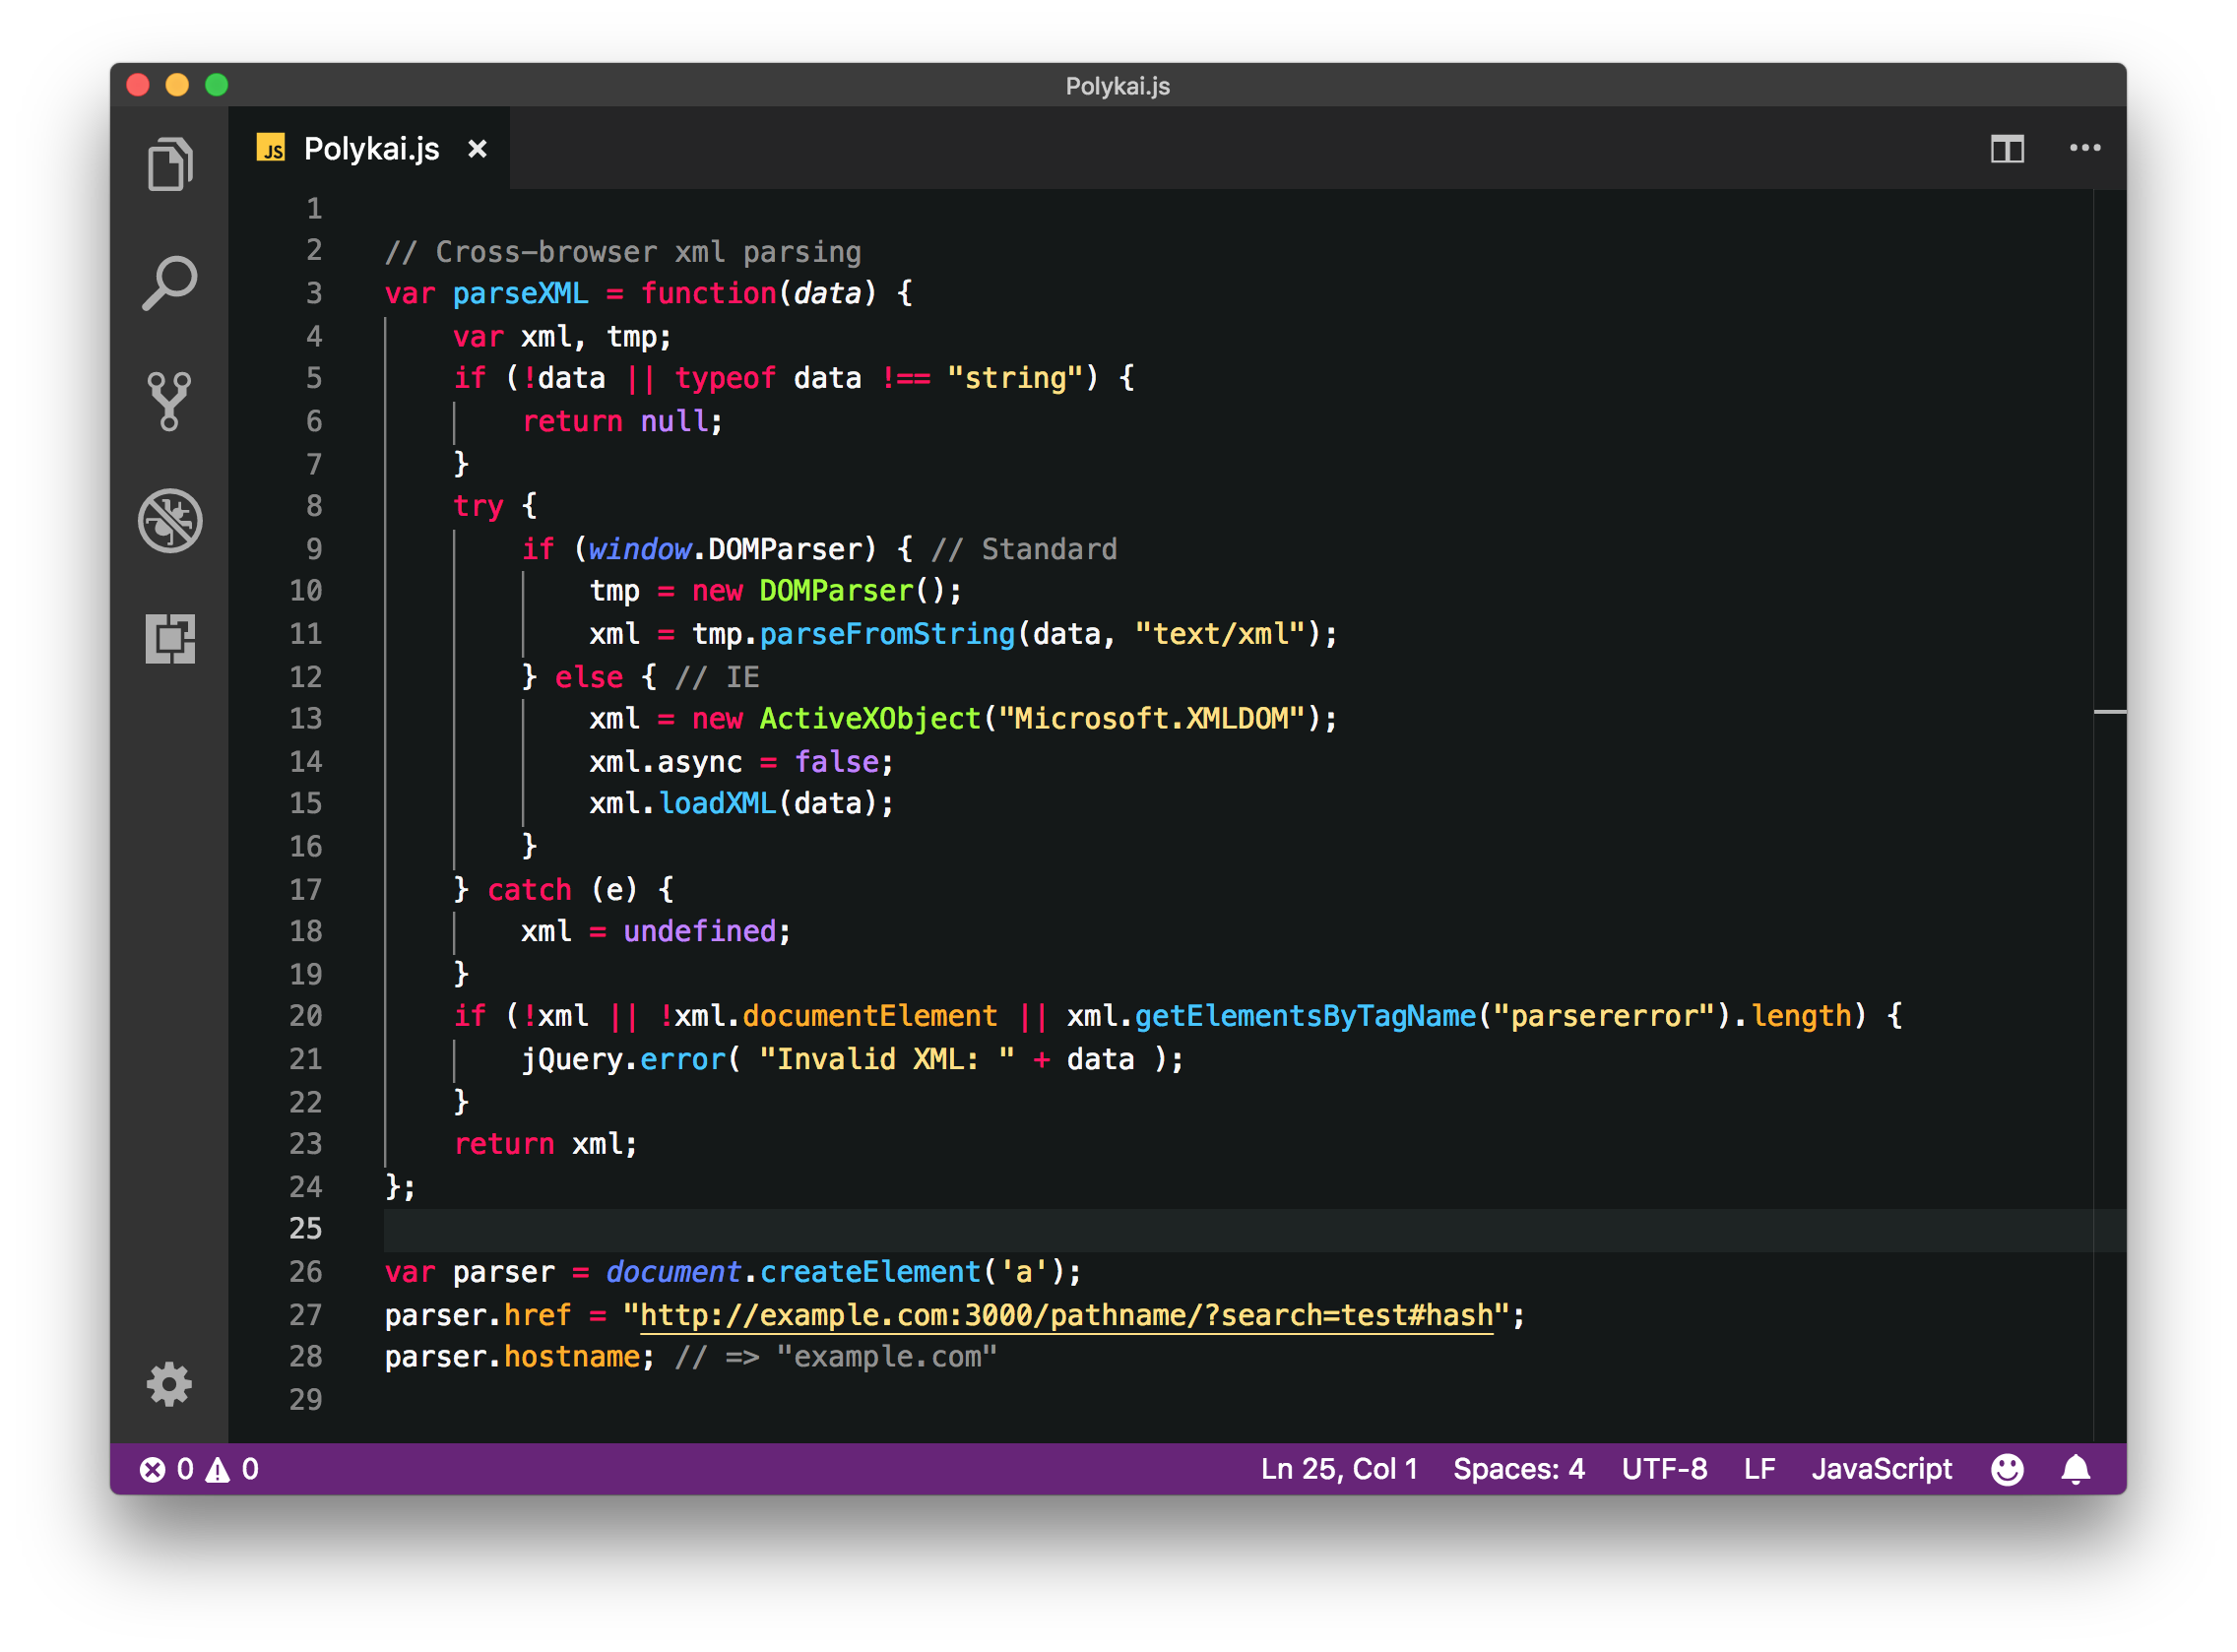 Polykai.js
JS Polykai.js ×
1
2 // Cross-browser xml parsing
3 var parseXML = function(data) {
4     var xml, tmp;
5     if (!data || typeof data !== "string") {
6         return null;
7     }
8     try {
9         if (window.DOMParser) { // Standard
10             tmp = new DOMParser();
11             xml = tmp.parseFromString(data, "text/xml");
12         } else { // IE
13             xml = new ActiveXObject("Microsoft.XMLDOM");
14             xml.async = false;
15             xml.loadXML(data);
16         }
17     } catch (e) {
18         xml = undefined;
19     }
20     if (!xml || !xml.documentElement || xml.getElementsByTagName("parsererror").length) {
21         jQuery.error( "Invalid XML: " + data );
22     }
23     return xml;
24 };
25
26 var parser = document.createElement('a');
27 parser.href = "http://example.com:3000/pathname/?search=test#hash";
28 parser.hostname; // => "example.com"
29
0 0 Ln 25, Col 1 Spaces: 4 UTF-8 LF JavaScript